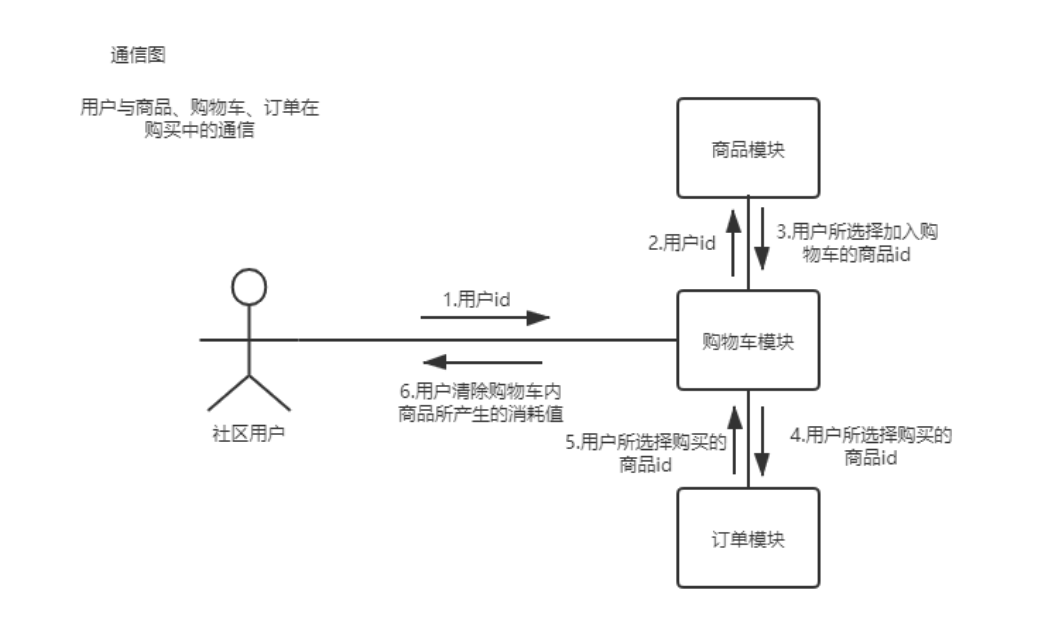 通信图
用户与商品、购物车、订单在
购买中的通信
商品模块
2.用户id
3.用户所选择加入购
物车的商品id
1.用户id
购物车模块
6.用户清除购物车内
商品所产生的消耗值
社区用户
5.用户所选择购买的
商品id
4.用户所选择购买的
商品id
订单模块